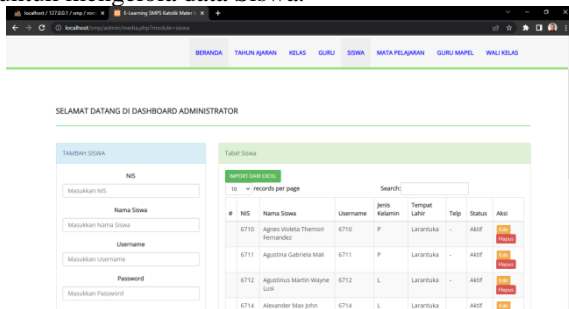 untuk mengelola data Siswa.
localhost / 127.0.0.1 / smp / rom
E-Learning SMPS Katolik Mater
localhost/smp/admin/media.php?module=siswa
BERANDA TAHUN AJARAN KELAS GURU SISWA MATA PELAJARAN GURU MAPEL WALI KELAS
SELAMAT DATANG DI DASHBOARD ADMINISTRATOR
TAMBAH SISWA
NIS
Masukkan NIS
Nama Siswa
Masukkan Nama Siswa
Username
Masukkan Username
Password
Masukkan Password
Tabel Siswa
IMPORT DARI EXCEL
10 records per page Search:
# NIS Nama Siswa Username Jenis Kelamin Tempat Lahir Telp Status Aksi
6710 Agnes Violeta Themori Fernandez 6710 P Larantuka - Aktif Edit Hapus
6711 Agustina Gabriela Mali 6711 P Larantuka - Aktif Edit Hapus
6712 Agustinus Martin Wayne Lusi 6712 L Larantuka - Aktif Edit Hapus
6714 Alexander Max John 6714 L Larantuka - Aktif Edit